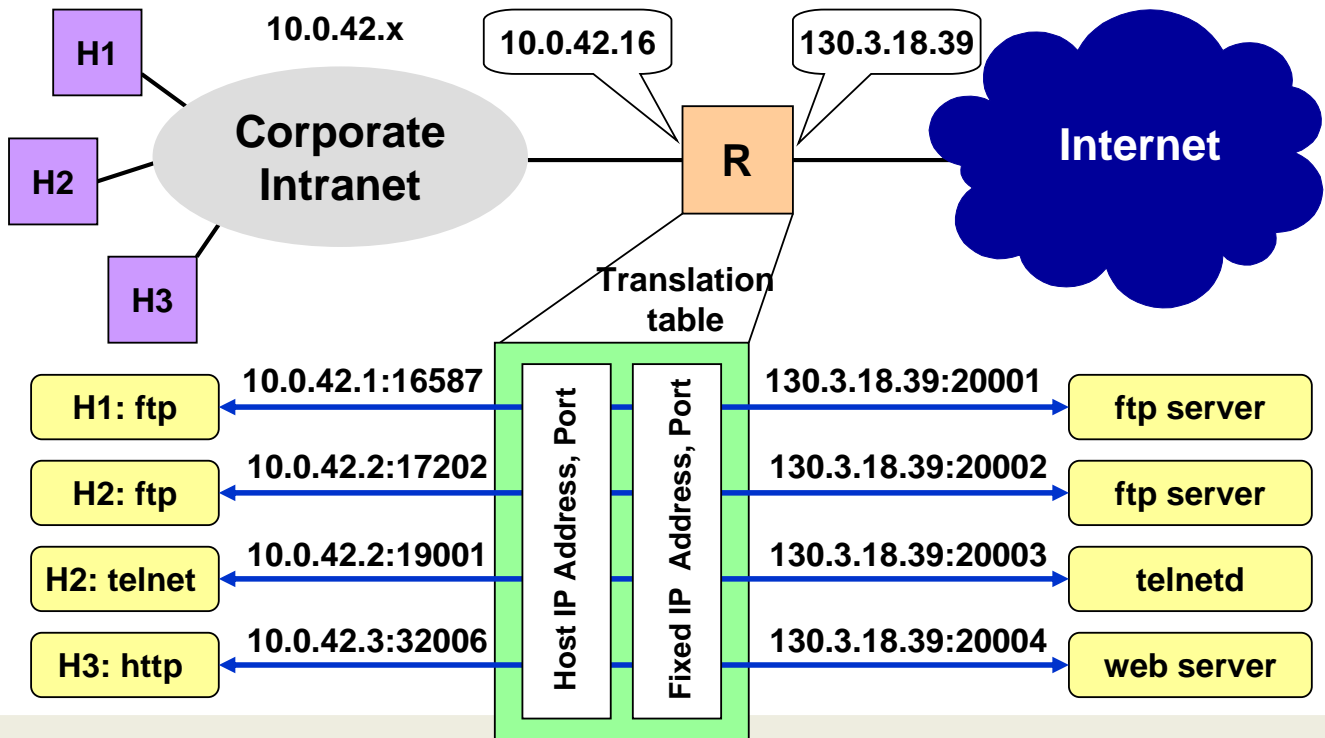 10.0.42.x
10.0.42.16
130.3.18.39
H1
Corporate
Intranet
R
Internet
H2
H3
Translation
table
10.0.42.1:16587
130.3.18.39:20001
H1: ftp
ftp server
10.0.42.2:17202
130.3.18.39:20002
H2: ftp
ftp server
10.0.42.2:19001
130.3.18.39:20003
H2: telnet
telnetd
10.0.42.3:32006
130.3.18.39:20004
H3: http
web server
Host IP Address, Port
Fixed IP Address, Port